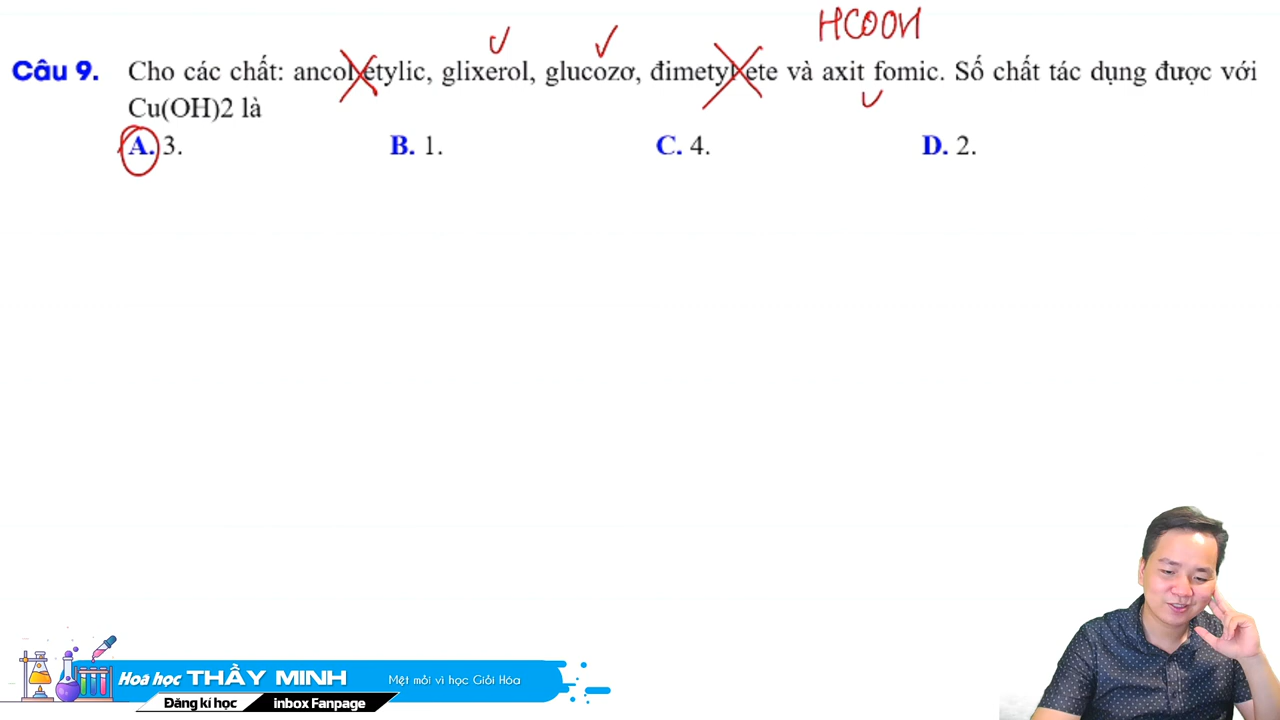 HCOOH
Câu 9. Cho các chất: ancol etylic, glixerol, glucozơ, đimetyl ete và axit fomic. Số chất tác dụng được với
Cu(OH)2 là
A. 3. B. 1. C. 4. D. 2.
Hoá học THẦY MINH Mệt mỏi vì học Giỏi Hóa
Đăng kí học inbox Fanpage